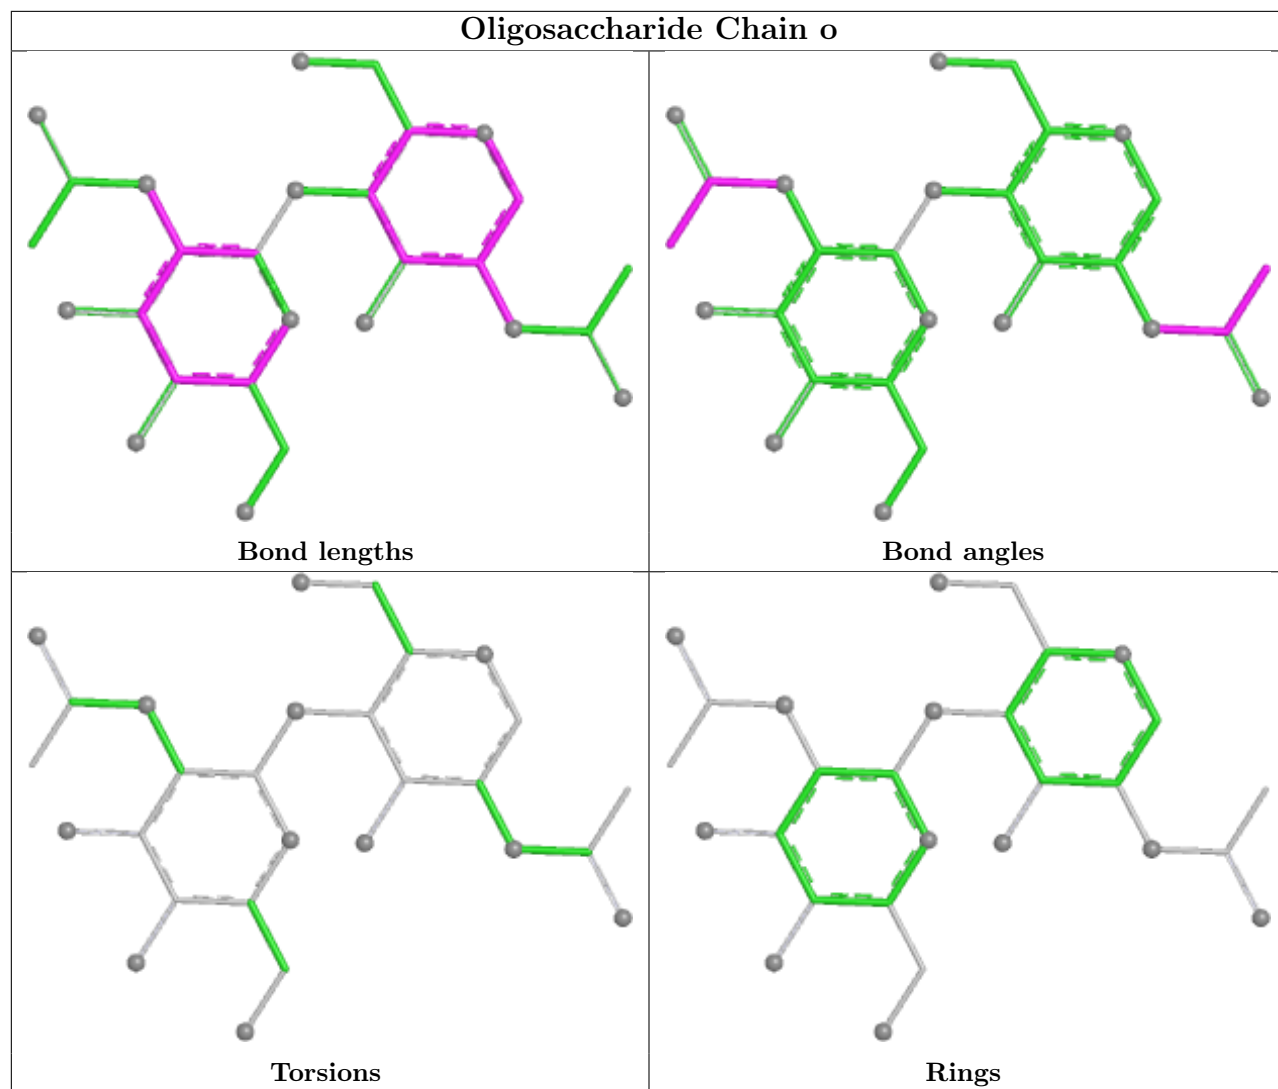 Oligosaccharide Chain o
Bond lengths
Bond angles
Torsions
Rings